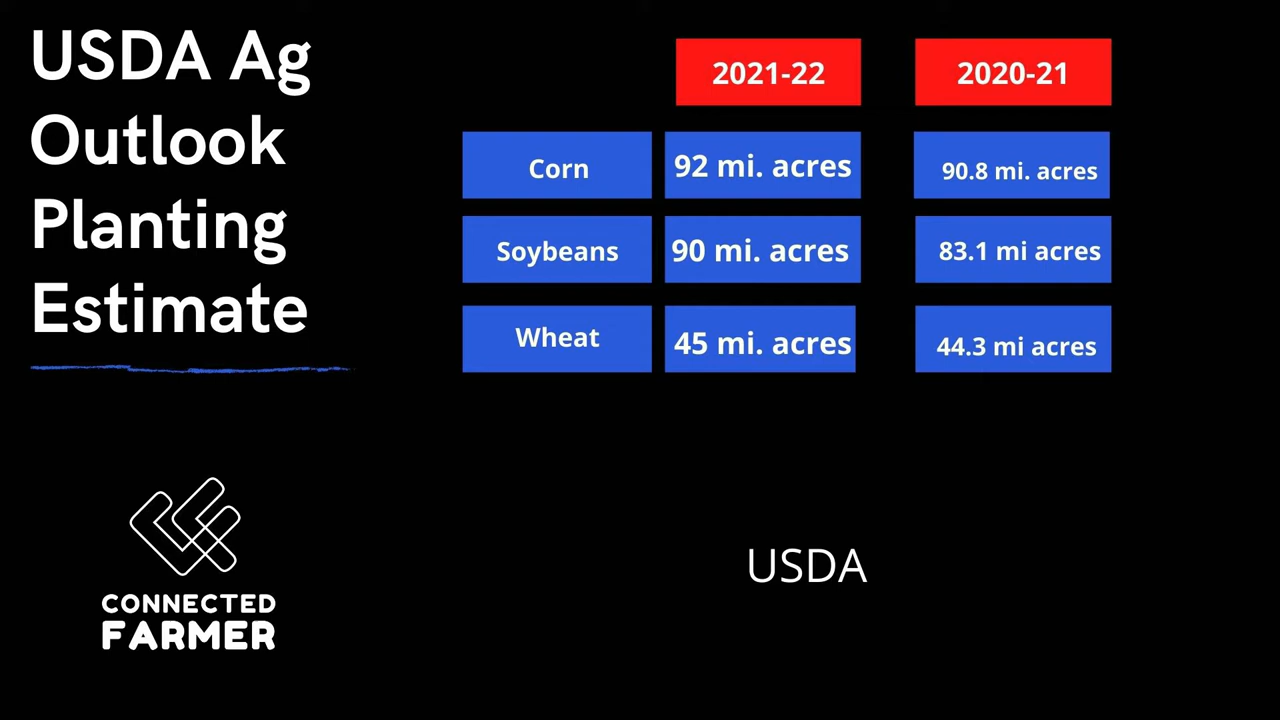 USDA Ag
Outlook
Planting
Estimate
2021-22 2020-21
Corn 92 mi. acres 90.8 mi. acres
Soybeans 90 mi. acres 83.1 mi acres
Wheat 45 mi. acres 44.3 mi acres
CONNECTED
FARMER
USDA